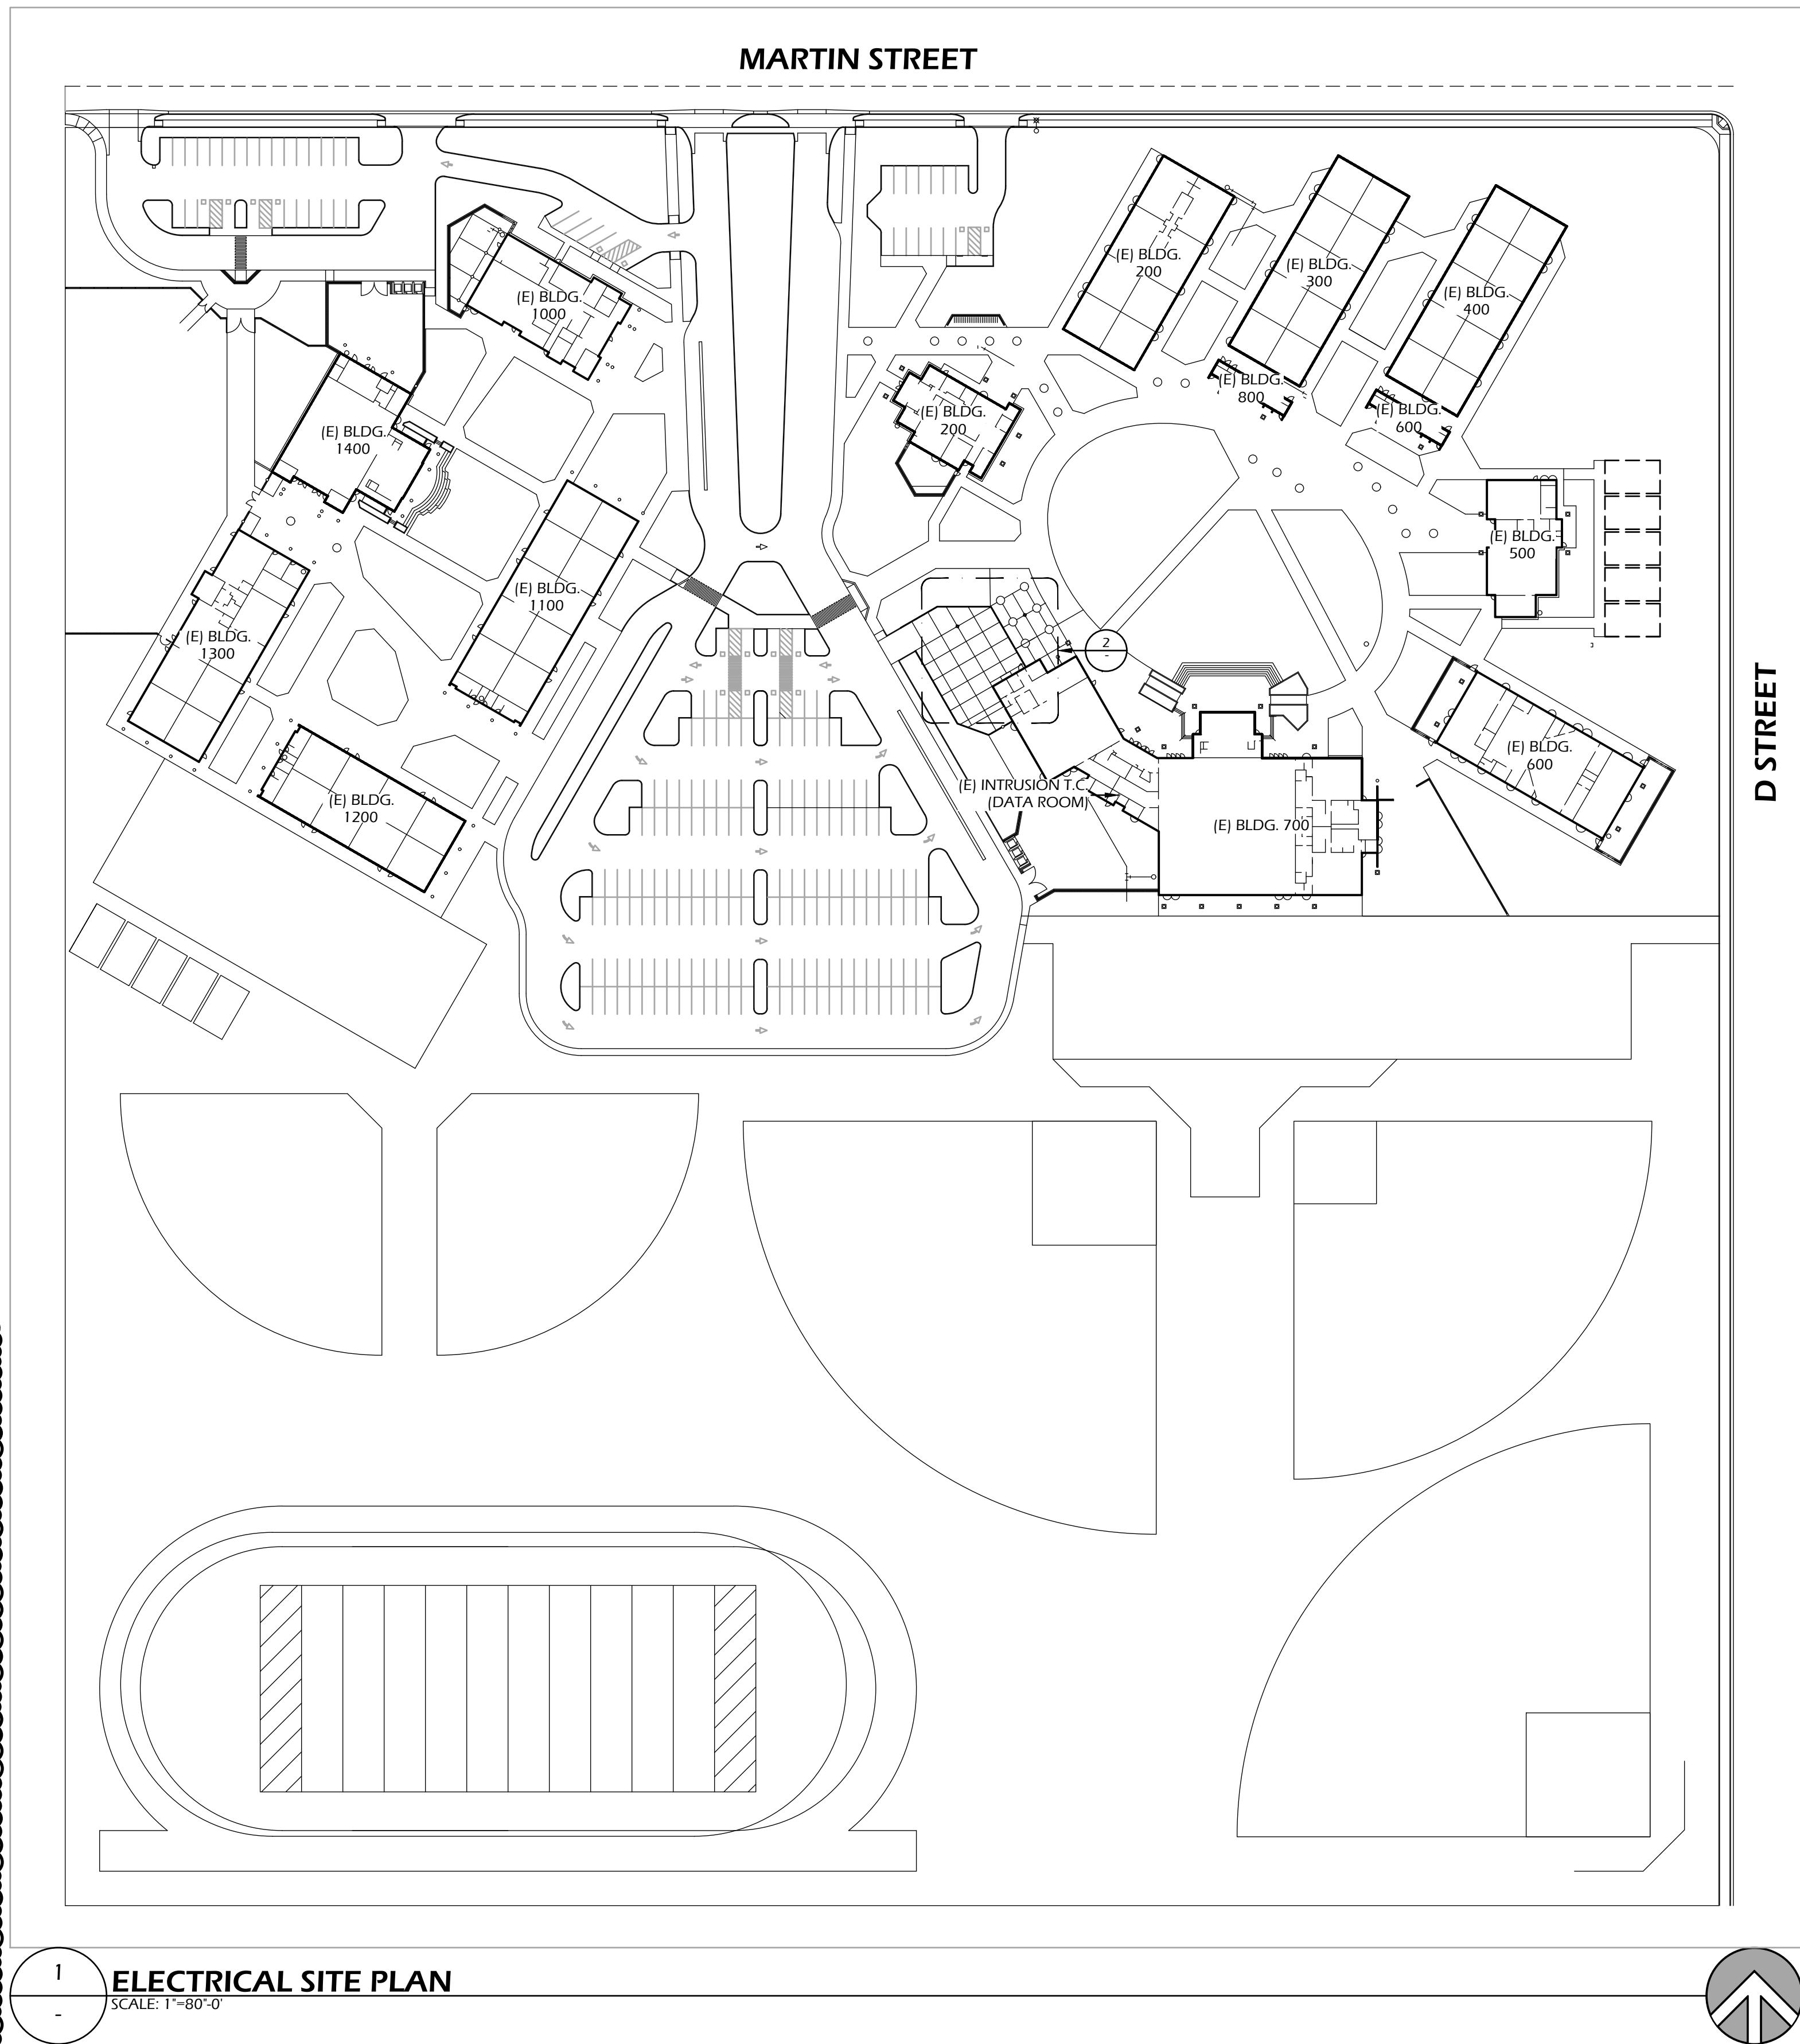 MARTIN STREET
(E) BLDG.
200
(E) BLDG.
300
(E) BLDG.
400
(E) BLDG.
1000
(E) BLDG.
800
(E) BLDG.
600
(E) BLDG.
200
(E) BLDG.
1400
(E) BLDG.
500
(E) BLDG.
1100
(E) BLDG.
1300
2
-
D STREET
(E) BLDG.
600
(E) INTRUSION T.C.
(DATA ROOM)
(E) BLDG.
1200
(E) BLDG. 700
1
-
ELECTRICAL SITE PLAN
SCALE: 1"=80"-0'